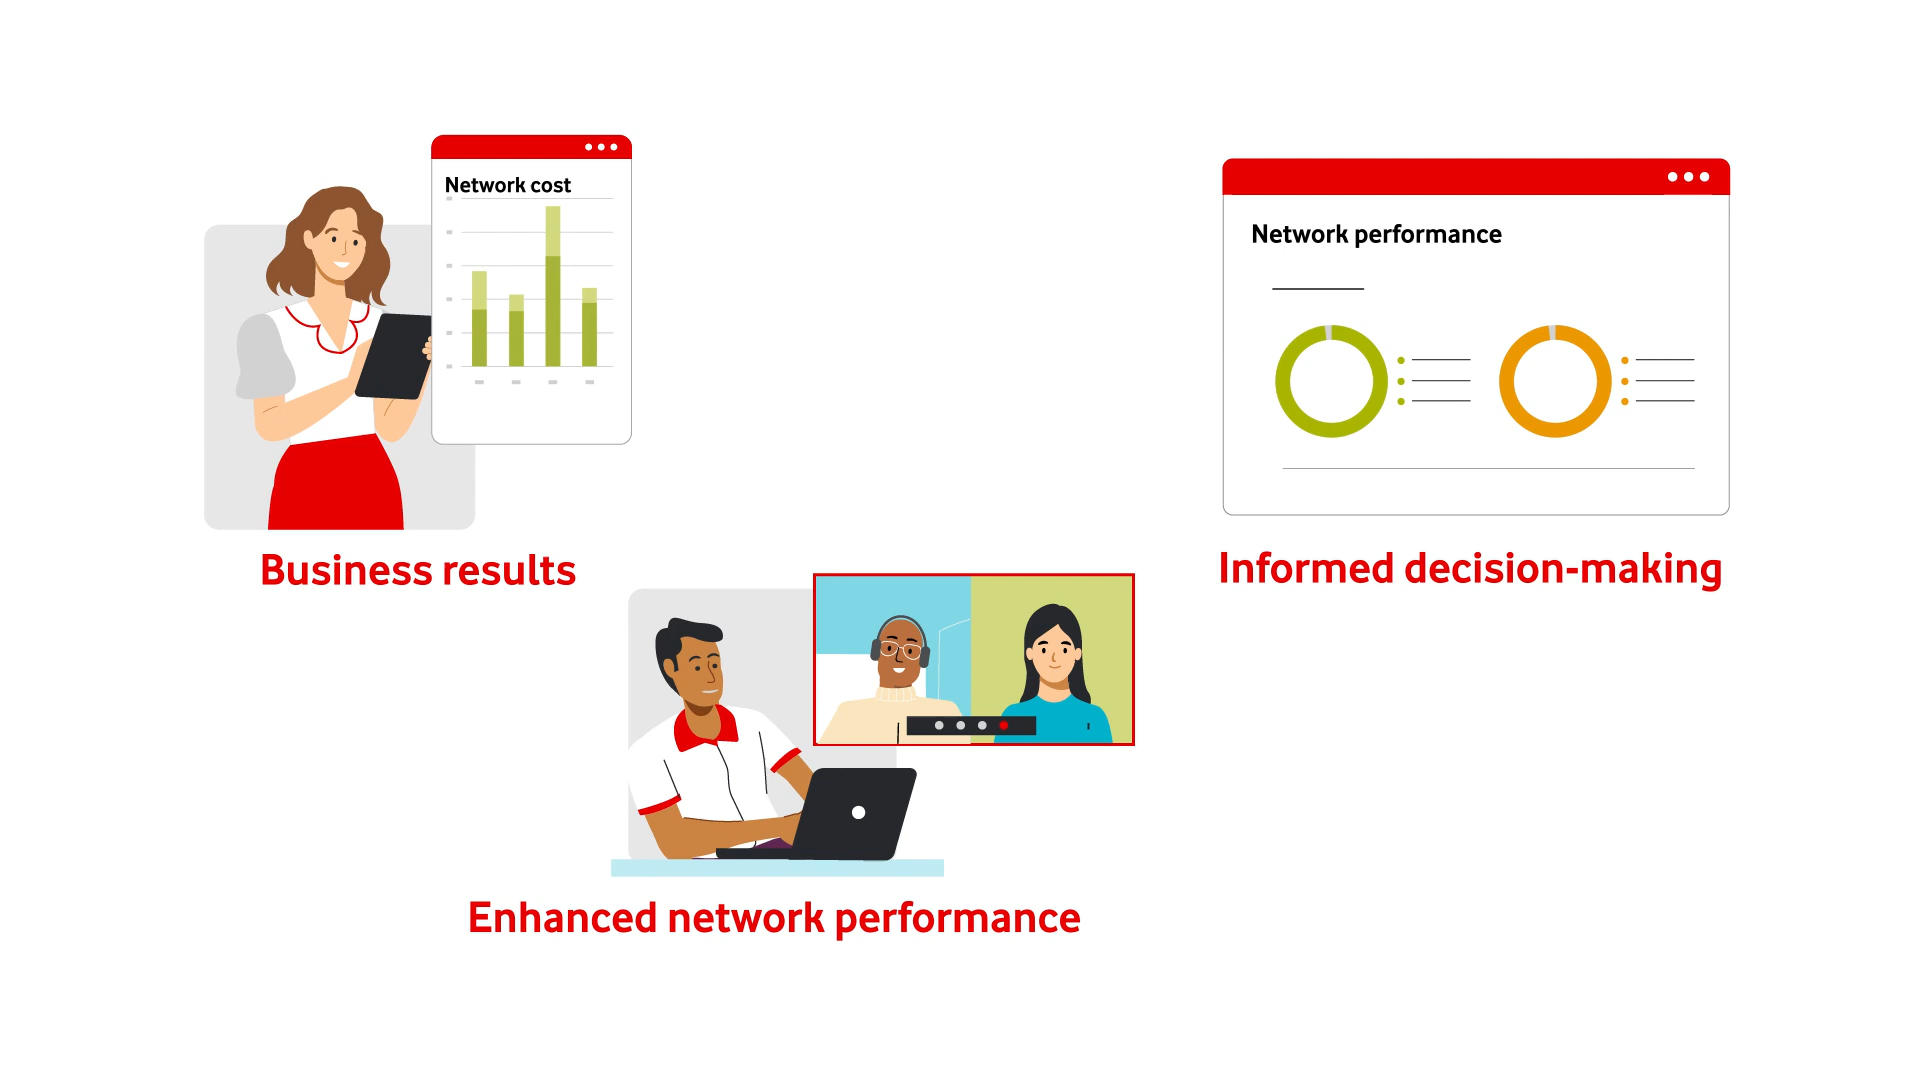 Network cost
Business results
Network performance
Informed decision-making
Enhanced network performance